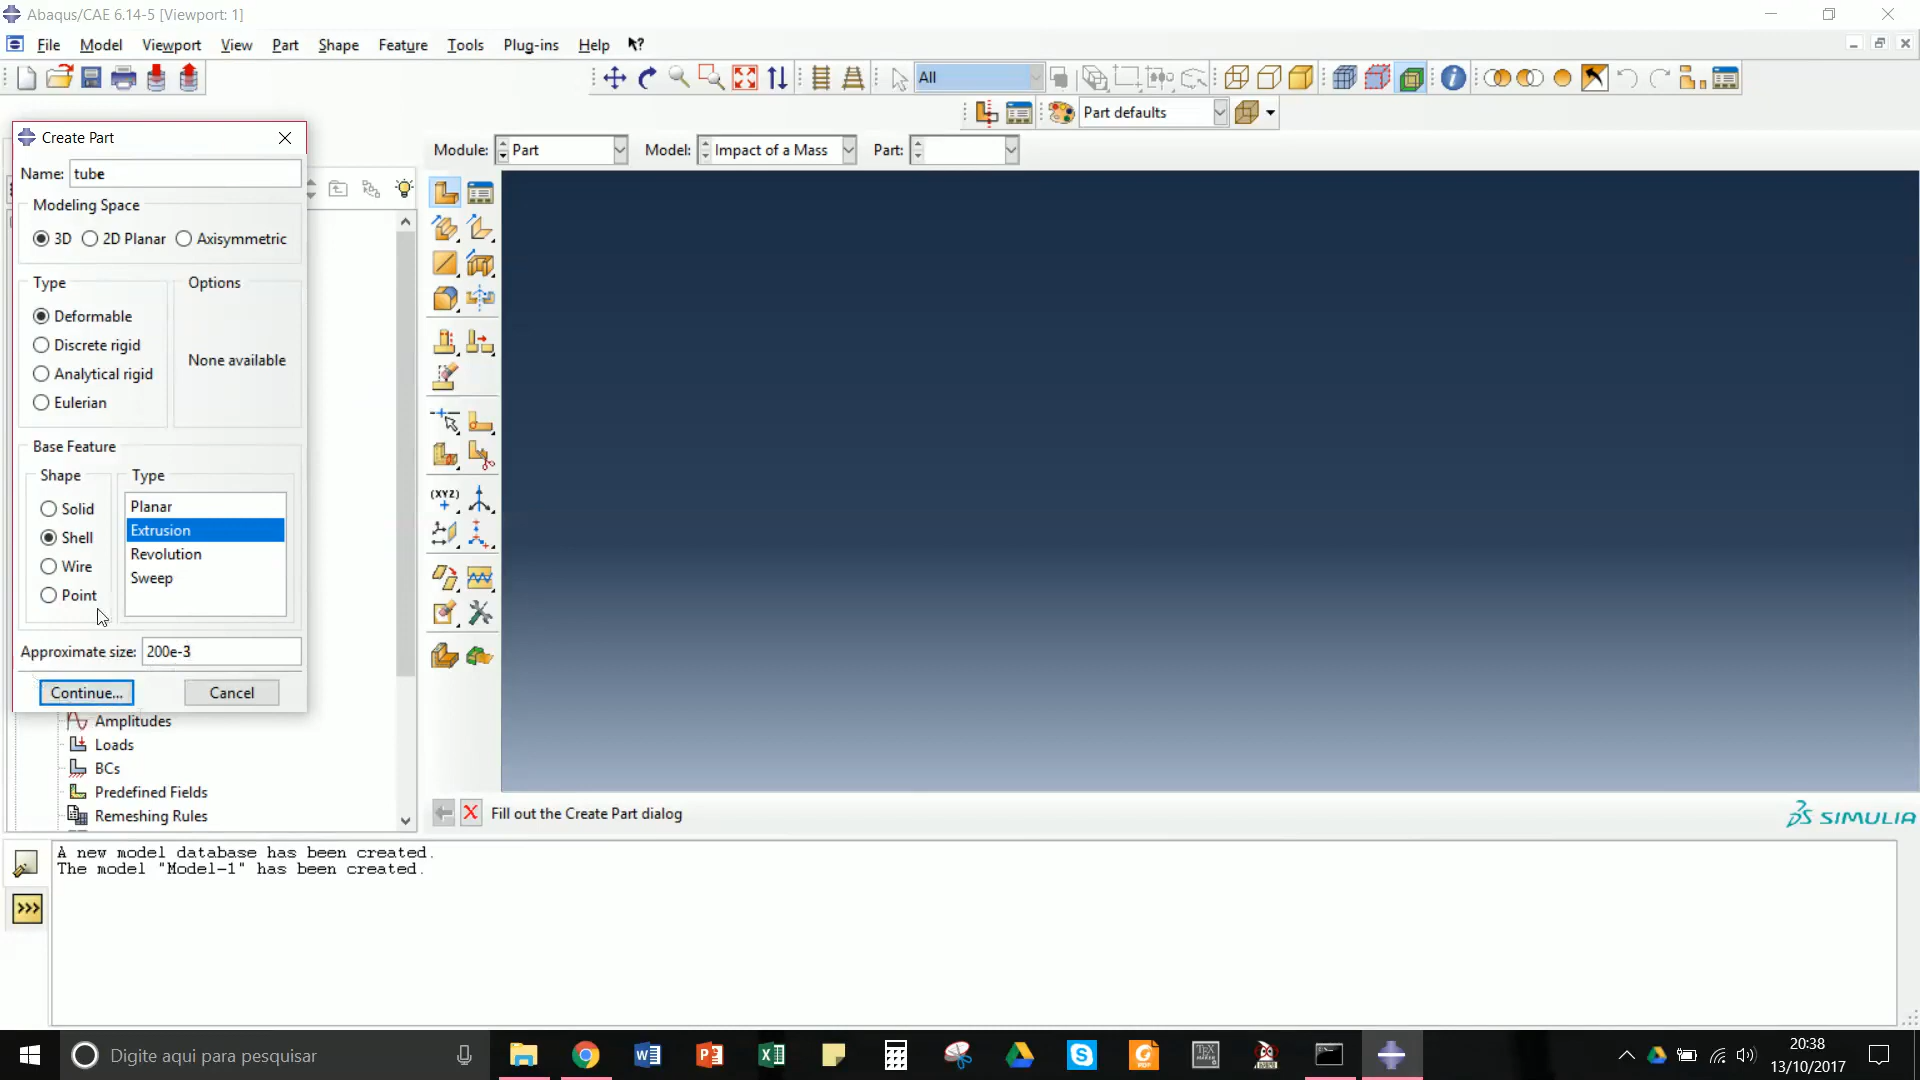 Abaqus/CAE 6.14-5 [Viewport: 1]
File Model Viewport View Part Shape Feature Tools Plug-ins Help
All
Part defaults
Module: Part Model: Impact of a Mass Part:
Create Part
Name: tube
Modeling Space
3D 2D Planar Axisymmetric
Type
Options
Deformable
Discrete rigid
Analytical rigid
Eulerian
None available
Base Feature
Shape
Type
Solid
Shell
Wire
Point
Planar
Extrusion
Revolution
Sweep
Approximate size: 200e-3
Continue... Cancel
Amplitudes
Loads
BCs
Predefined Fields
Remeshing Rules
(XYZ)
Fill out the Create Part dialog
SIMULIA
A new model database has been created.
The model "Model-1" has been created.
>>>
Digite aqui para pesquisar
20:38
13/10/2017